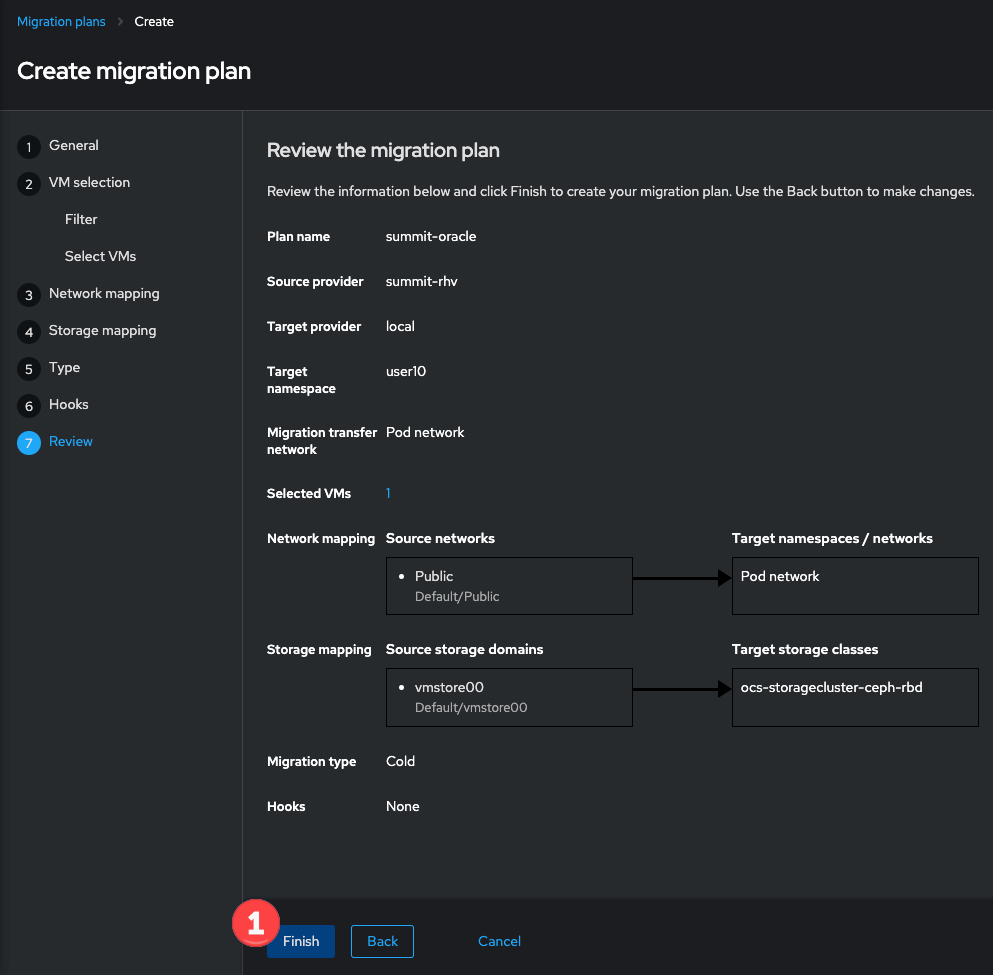 Migration plans > Create
Create migration plan
1 General
2 VM selection
Filter
Select VMs
3 Network mapping
4 Storage mapping
5 Type
6 Hooks
7 Review
Review the migration plan
Review the information below and click Finish to create your migration plan. Use the Back button to make changes.
Plan name summit-oracle
Source provider summit-rhv
Target provider local
Target user10
namespace
Migration transfer Pod network
network
Selected VMs 1
Network mapping Source networks Target namespaces / networks
• Public Pod network
Default/Public
Storage mapping Source storage domains Target storage classes
• vmstore00 ocs-storagecluster-ceph-rbd
Default/vmstore00
Migration type Cold
Hooks None
1
Finish Back Cancel